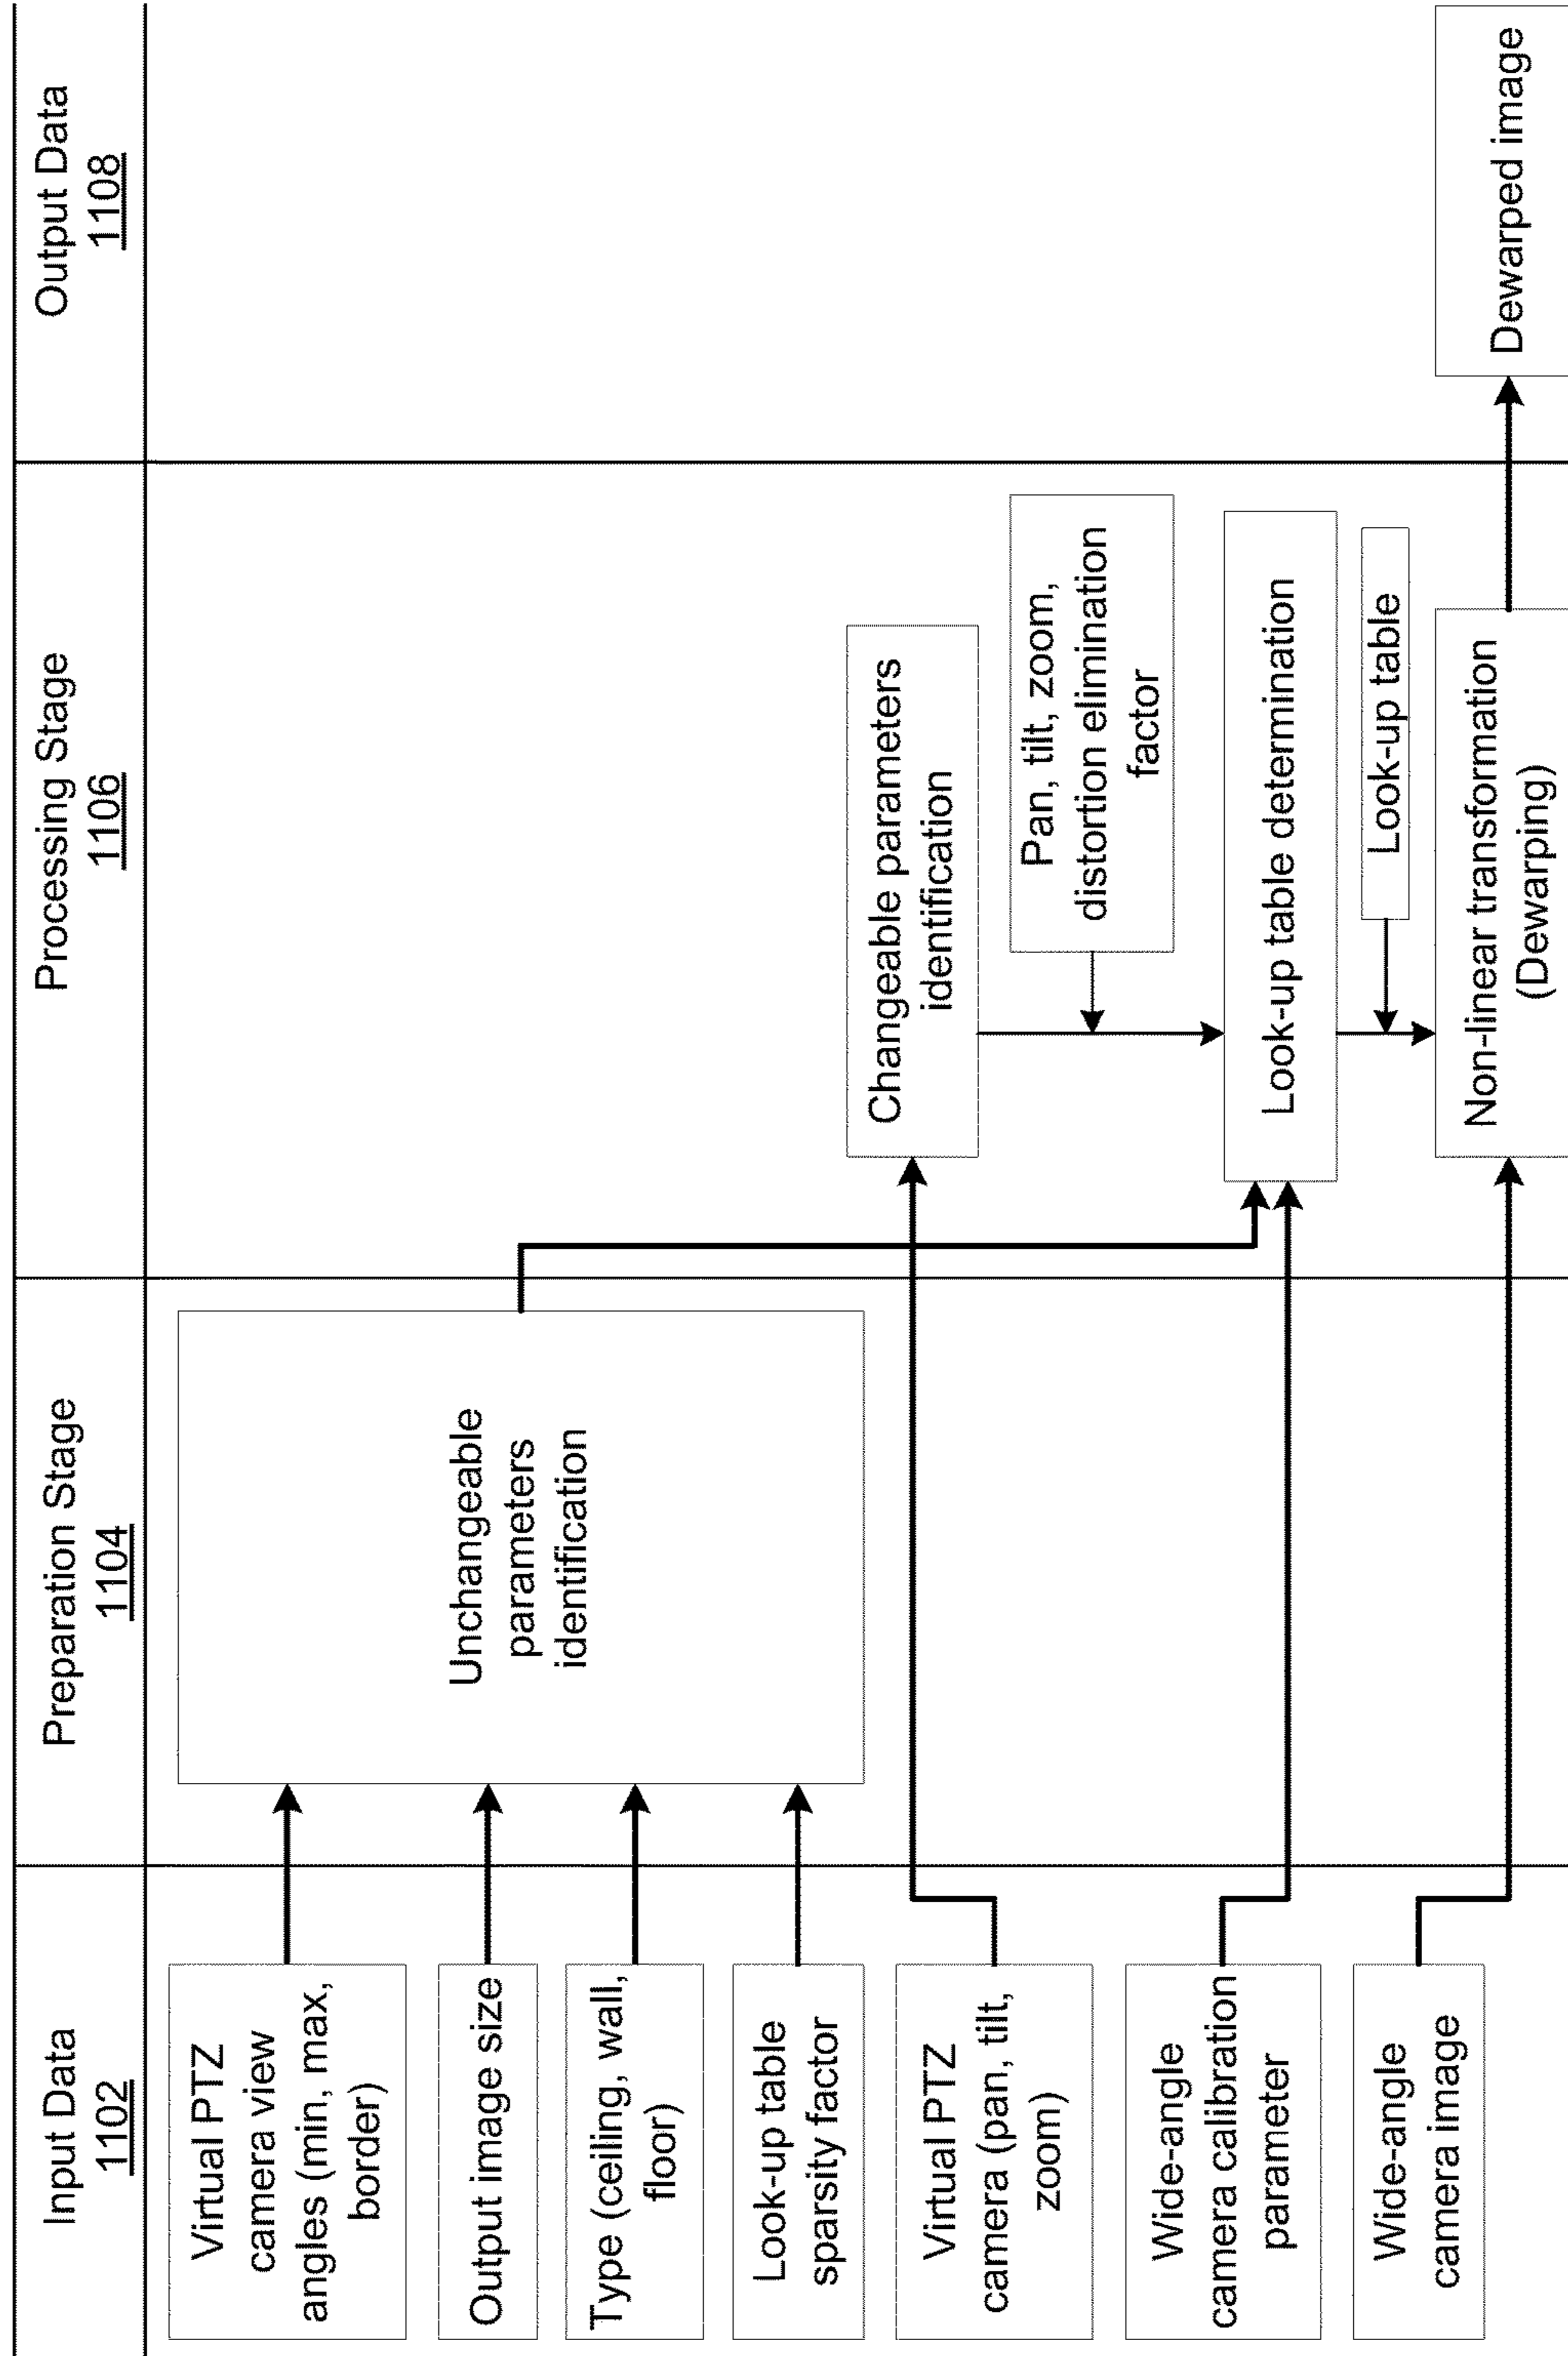 Input Data
1102
Preparation Stage
1104
Processing Stage
1106
Output Data
1108
Virtual PTZ
camera view
angles (min, max,
border)
Output image size
Type (ceiling, wall,
floor)
Look-up table
sparsity factor
Virtual PTZ
camera (pan, tilt,
zoom)
Wide-angle
camera calibration
parameter
Wide-angle
camera image
Unchangeable
parameters
identification
Changeable parameters
identification
Pan, tilt, zoom,
distortion elimination
factor
Look-up table determination
Look-up table
Non-linear transformation
(Dewarping)
Dewarped image